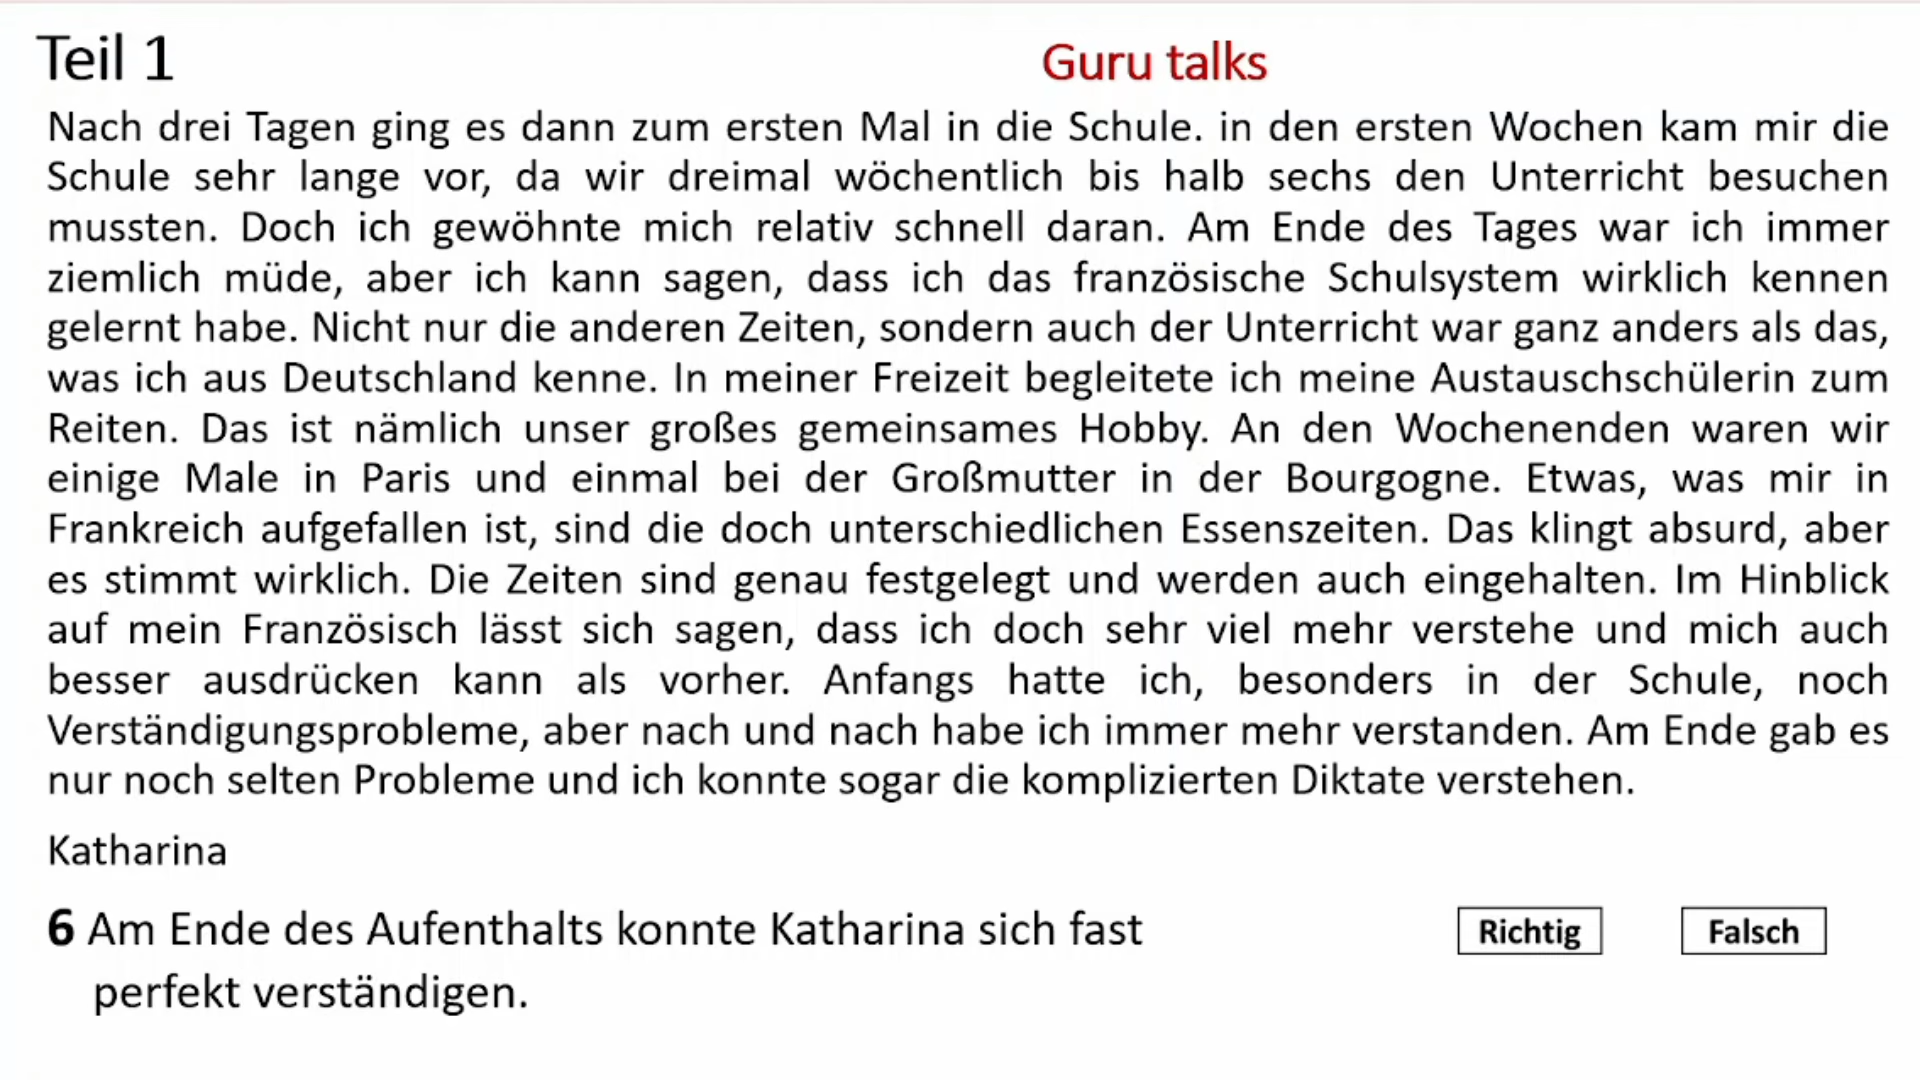 Teil 1
Guru talks
Nach drei Tagen ging es dann zum ersten Mal in die Schule. in den ersten Wochen kam mir die
Schule sehr lange vor, da wir dreimal wöchentlich bis halb sechs den Unterricht besuchen
mussten. Doch ich gewöhnte mich relativ schnell daran. Am Ende des Tages war ich immer
ziemlich müde, aber ich kann sagen, dass ich das französische Schulsystem wirklich kennen
gelernt habe. Nicht nur die anderen Zeiten, sondern auch der Unterricht war ganz anders als das,
was ich aus Deutschland kenne. In meiner Freizeit begleitete ich meine Austauschschülerin zum
Reiten. Das ist nämlich unser großes gemeinsames Hobby. An den Wochenenden waren wir
einige Male in Paris und einmal bei der Großmutter in der Bourgogne. Etwas, was mir in
Frankreich aufgefallen ist, sind die doch unterschiedlichen Essenszeiten. Das klingt absurd, aber
es stimmt wirklich. Die Zeiten sind genau festgelegt und werden auch eingehalten. Im Hinblick
auf mein Französisch lässt sich sagen, dass ich doch sehr viel mehr verstehe und mich auch
besser ausdrücken kann als vorher. Anfangs hatte ich, besonders in der Schule, noch
Verständigungsprobleme, aber nach und nach habe ich immer mehr verstanden. Am Ende gab es
nur noch selten Probleme und ich konnte sogar die komplizierten Diktate verstehen.
Katharina
6 Am Ende des Aufenthalts konnte Katharina sich fast
perfekt verständigen.
Richtig
Falsch